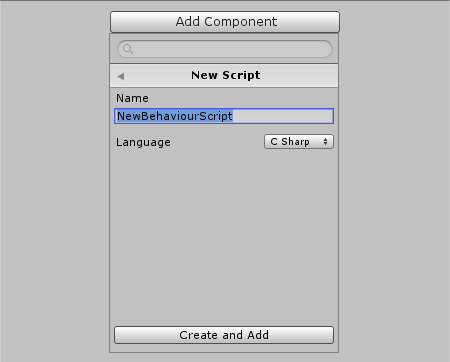 Add Component
New Script
Name
NewBehaviourScript
Language C Sharp
Create and Add